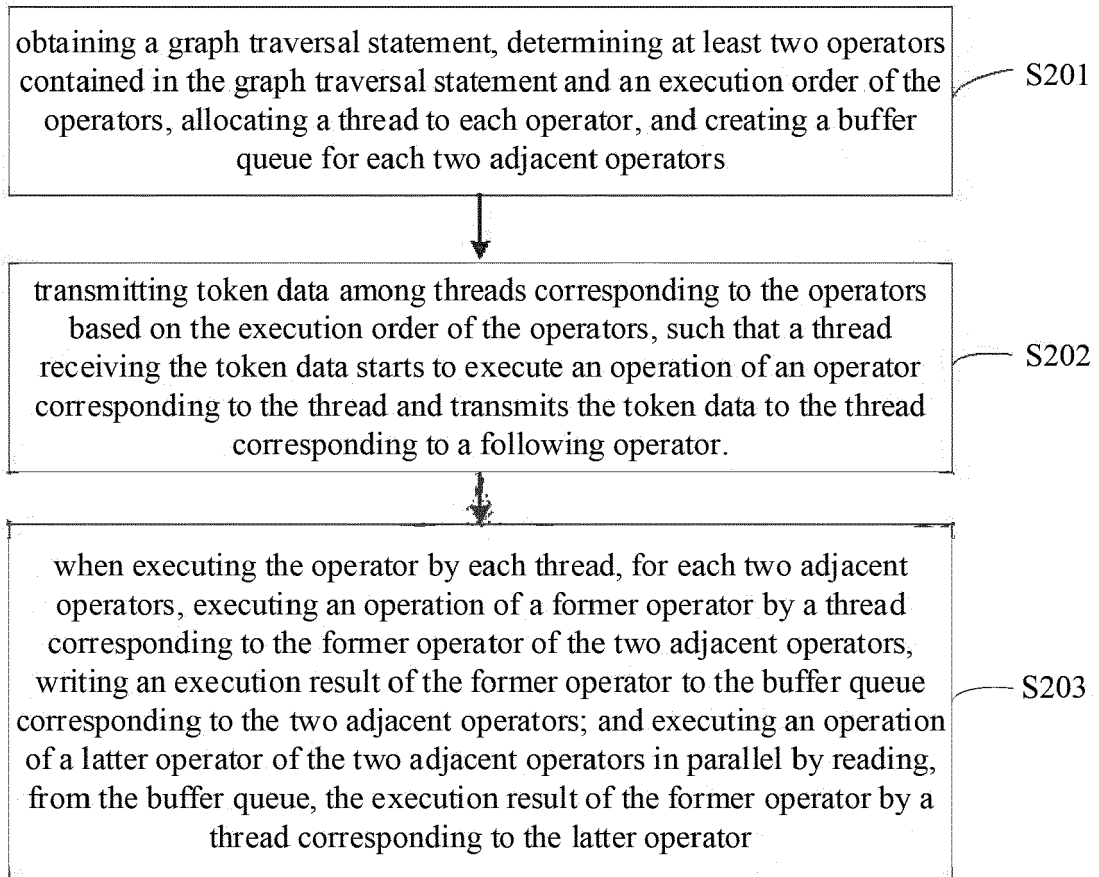 obtaining a graph traversal statement, determining at least two operators
contained in the graph traversal statement and an execution order of the
operators, allocating a thread to each operator, and creating a buffer
queue for each two adjacent operators
S201
transmitting token data among threads corresponding to the operators
based on the execution order of the operators, such that a thread
receiving the token data starts to execute an operation of an operator
corresponding to the thread and transmits the token data to the thread
corresponding to a following operator.
S202
when executing the operator by each thread, for each two adjacent
operators, executing an operation of a former operator by a thread
corresponding to the former operator of the two adjacent operators,
writing an execution result of the former operator to the buffer queue
corresponding to the two adjacent operators; and executing an operation
of a latter operator of the two adjacent operators in parallel by reading,
from the buffer queue, the execution result of the former operator by a
thread corresponding to the latter operator
S203